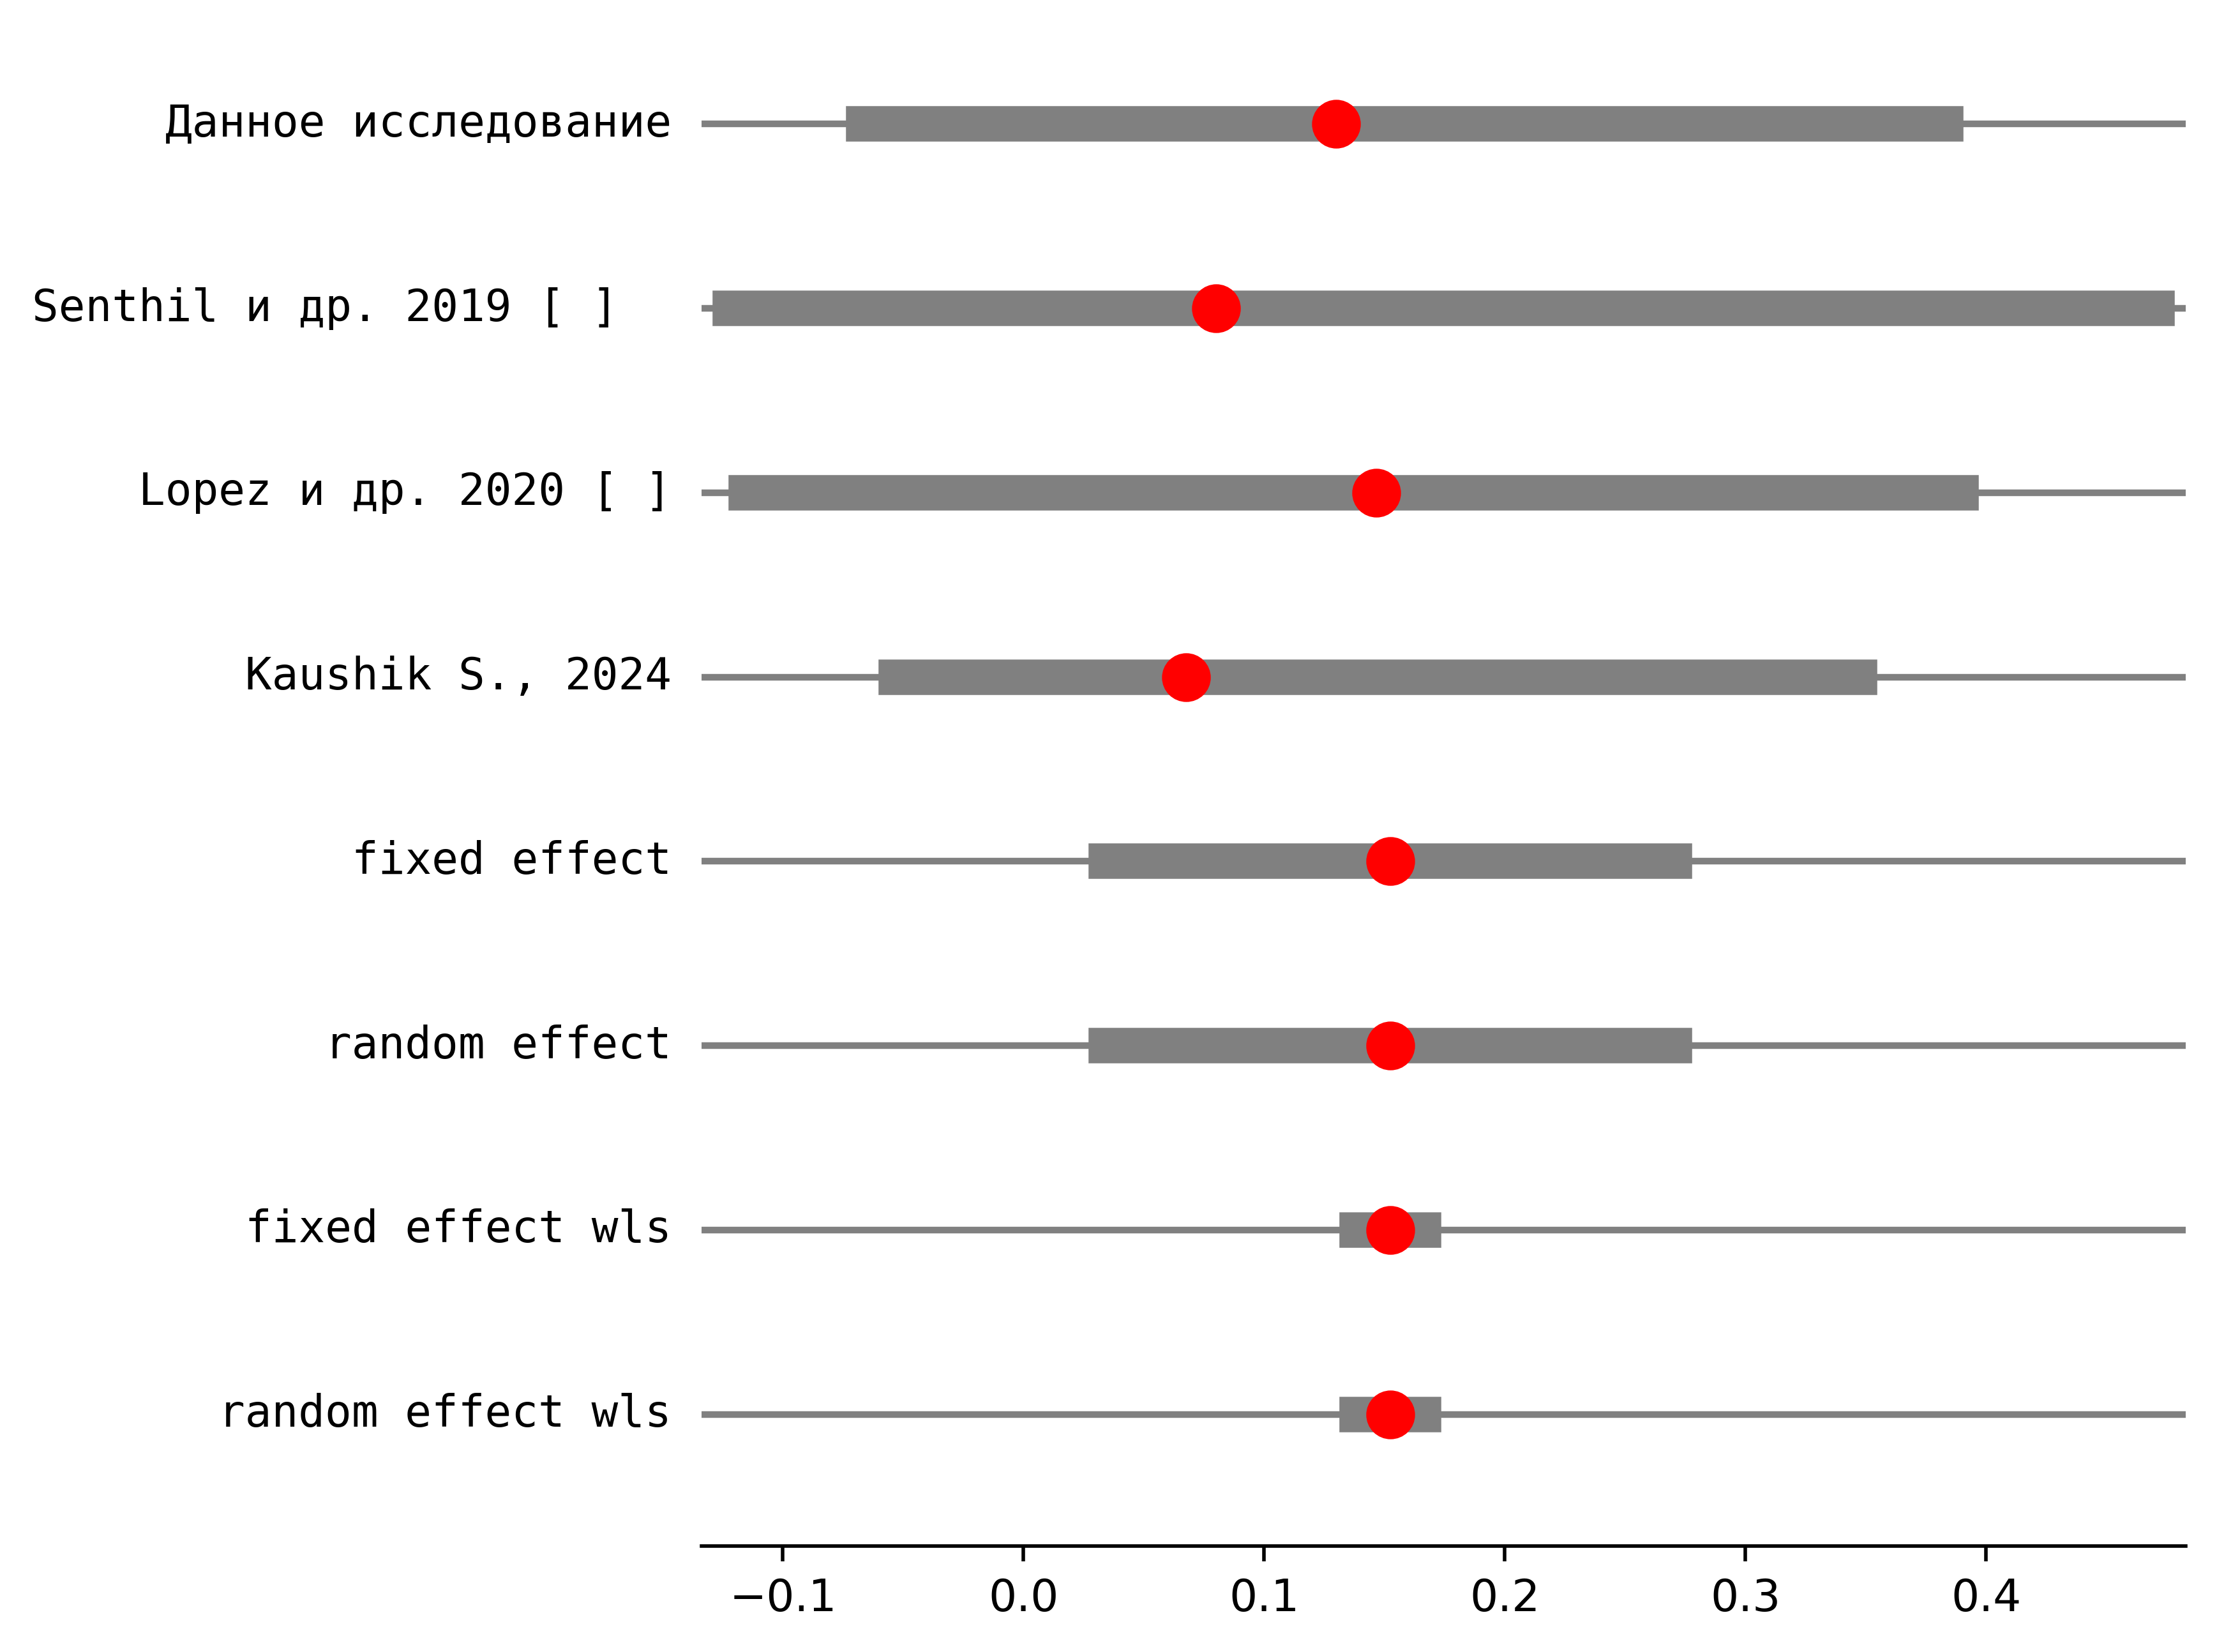 Данное исследование
Senthil и др. 2019 [ ]
Lopez и др. 2020 [ ]
Kaushik S., 2024
fixed effect
random effect
fixed effect wls
random effect wls
−0.1 0.0 0.1 0.2 0.3 0.4